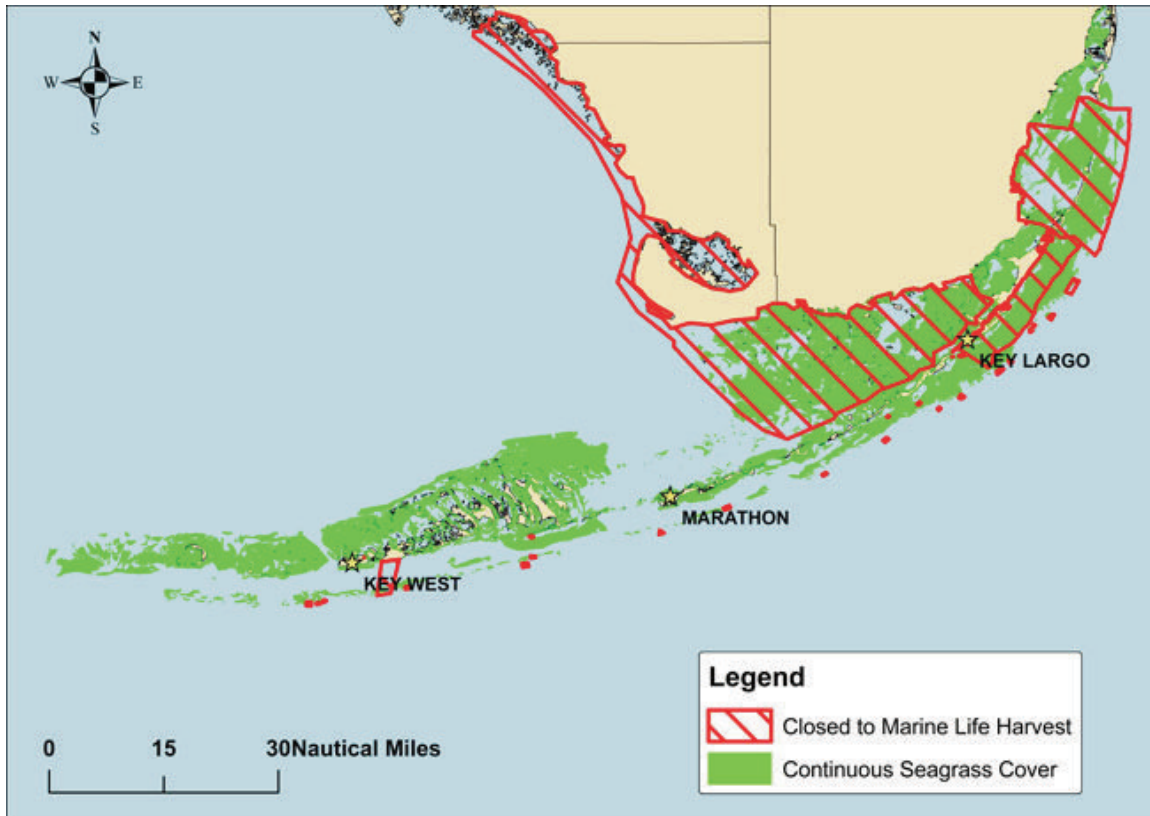 N
W E
S
KEY LARGO
MARATHON
KEY WEST
Legend
Closed to Marine Life Harvest
Continuous Seagrass Cover
0 15 30Nautical Miles